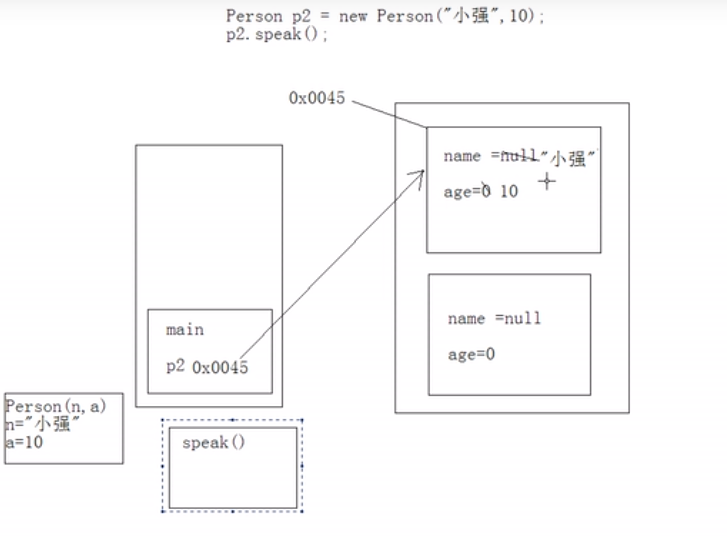 Person p2 = new Person("小强",10);
p2.speak();
0x0045
name =null"小强"
age=0 10
name =null
age=0
main
p2 0x0045
Person(n,a)
n="小强"
a=10
speak()